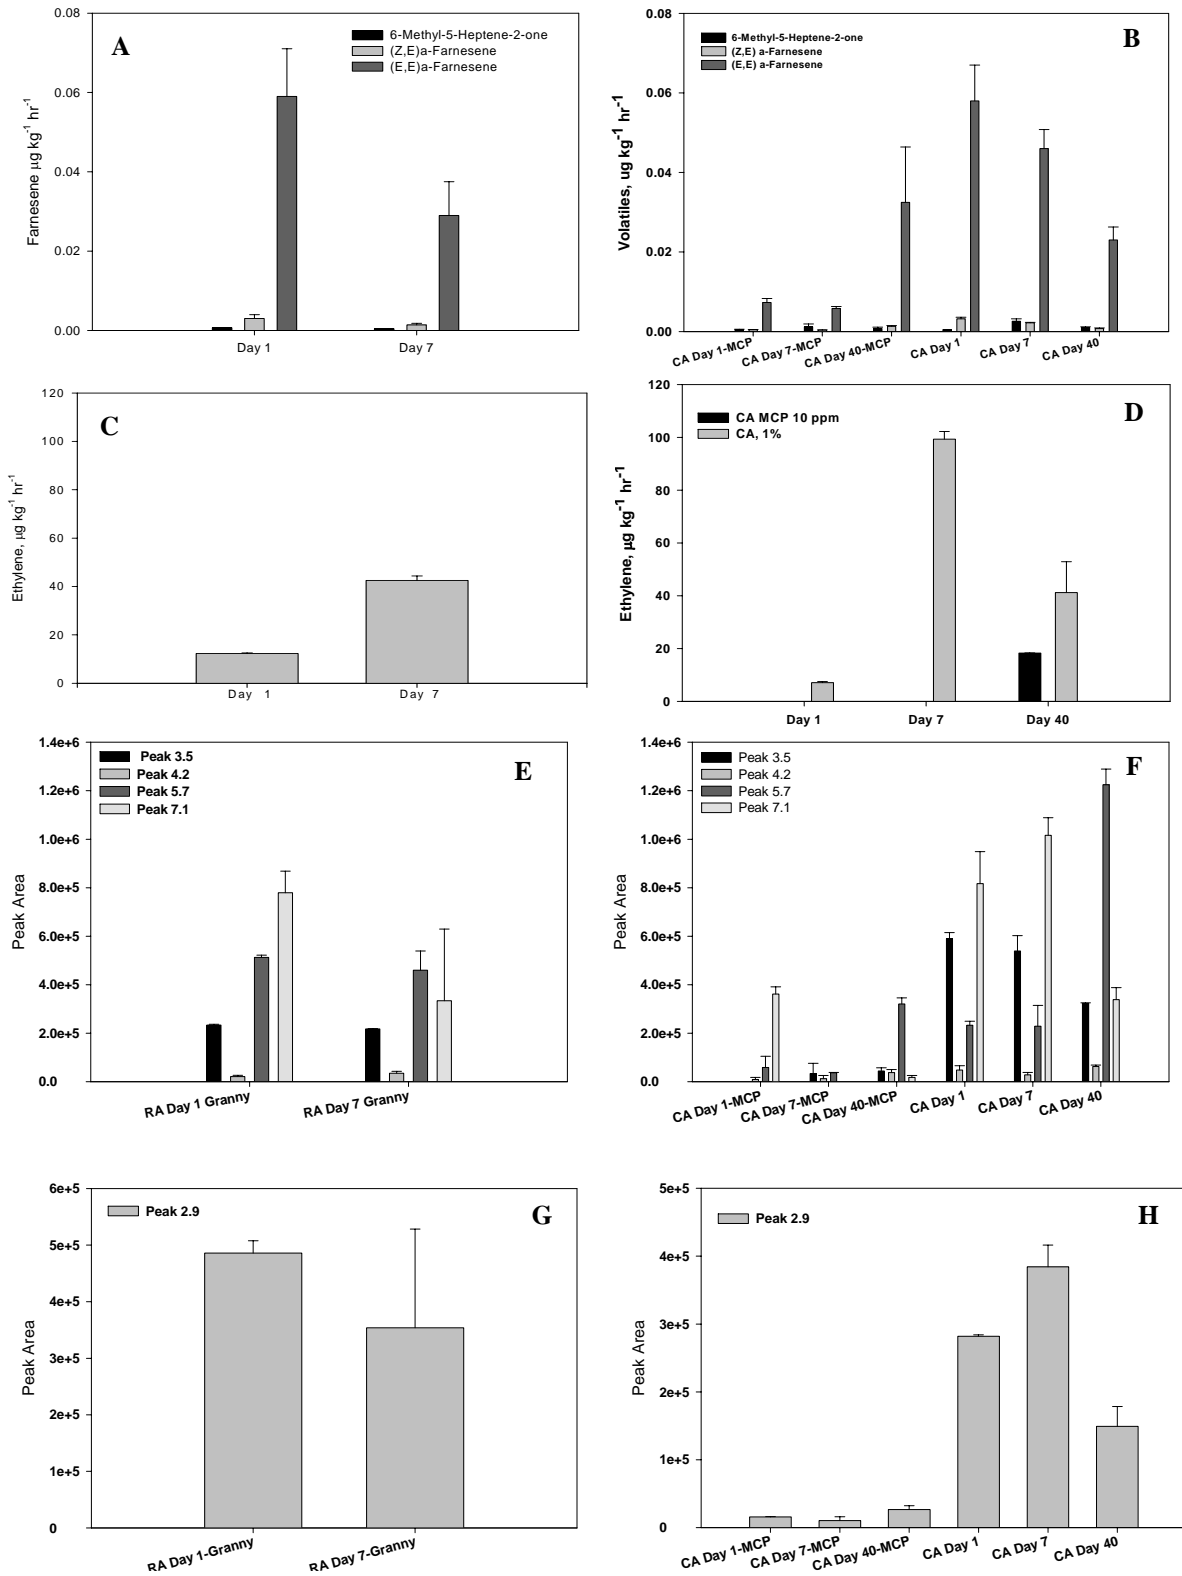 A
6-Methyl-5-Heptene-2-one
(Z,E)a-Farnesene
(E,E)a-Farnesene
Farnesene µg kg⁻¹ hr⁻¹
0.08
0.06
0.04
0.02
0.00
Day 1
Day 7
B
6-Methyl-5-Heptene-2-one
(Z,E) a-Farnesene
(E,E) a-Farnesene
Volatiles, ug kg⁻¹ hr⁻¹
0.08
0.06
0.04
0.02
0.00
CA Day 1-MCP
CA Day 7-MCP
CA Day 40-MCP
CA Day 1
CA Day 7
CA Day 40
C
Ethylene, µg kg⁻¹ hr⁻¹
120
100
80
60
40
20
0
Day 1
Day 7
D
CA MCP 10 ppm
CA, 1%
Ethylene, µg kg⁻¹ hr⁻¹
120
100
80
60
40
20
0
Day 1
Day 7
Day 40
E
Peak 3.5
Peak 4.2
Peak 5.7
Peak 7.1
Peak Area
1.4e+6
1.2e+6
1.0e+6
8.0e+5
6.0e+5
4.0e+5
2.0e+5
0.0
RA Day 1 Granny
RA Day 7 Granny
F
Peak 3.5
Peak 4.2
Peak 5.7
Peak 7.1
Peak Area
1.4e+6
1.2e+6
1.0e+6
8.0e+5
6.0e+5
4.0e+5
2.0e+5
0.0
CA Day 1-MCP
CA Day 7-MCP
CA Day 40-MCP
CA Day 1
CA Day 7
CA Day 40
G
Peak 2.9
Peak Area
6e+5
5e+5
4e+5
3e+5
2e+5
1e+5
0
RA Day 1-Granny
RA Day 7-Granny
H
Peak 2.9
Peak Area
5e+5
4e+5
3e+5
2e+5
1e+5
0
CA Day 1-MCP
CA Day 7-MCP
CA Day 40-MCP
CA Day 1
CA Day 7
CA Day 40